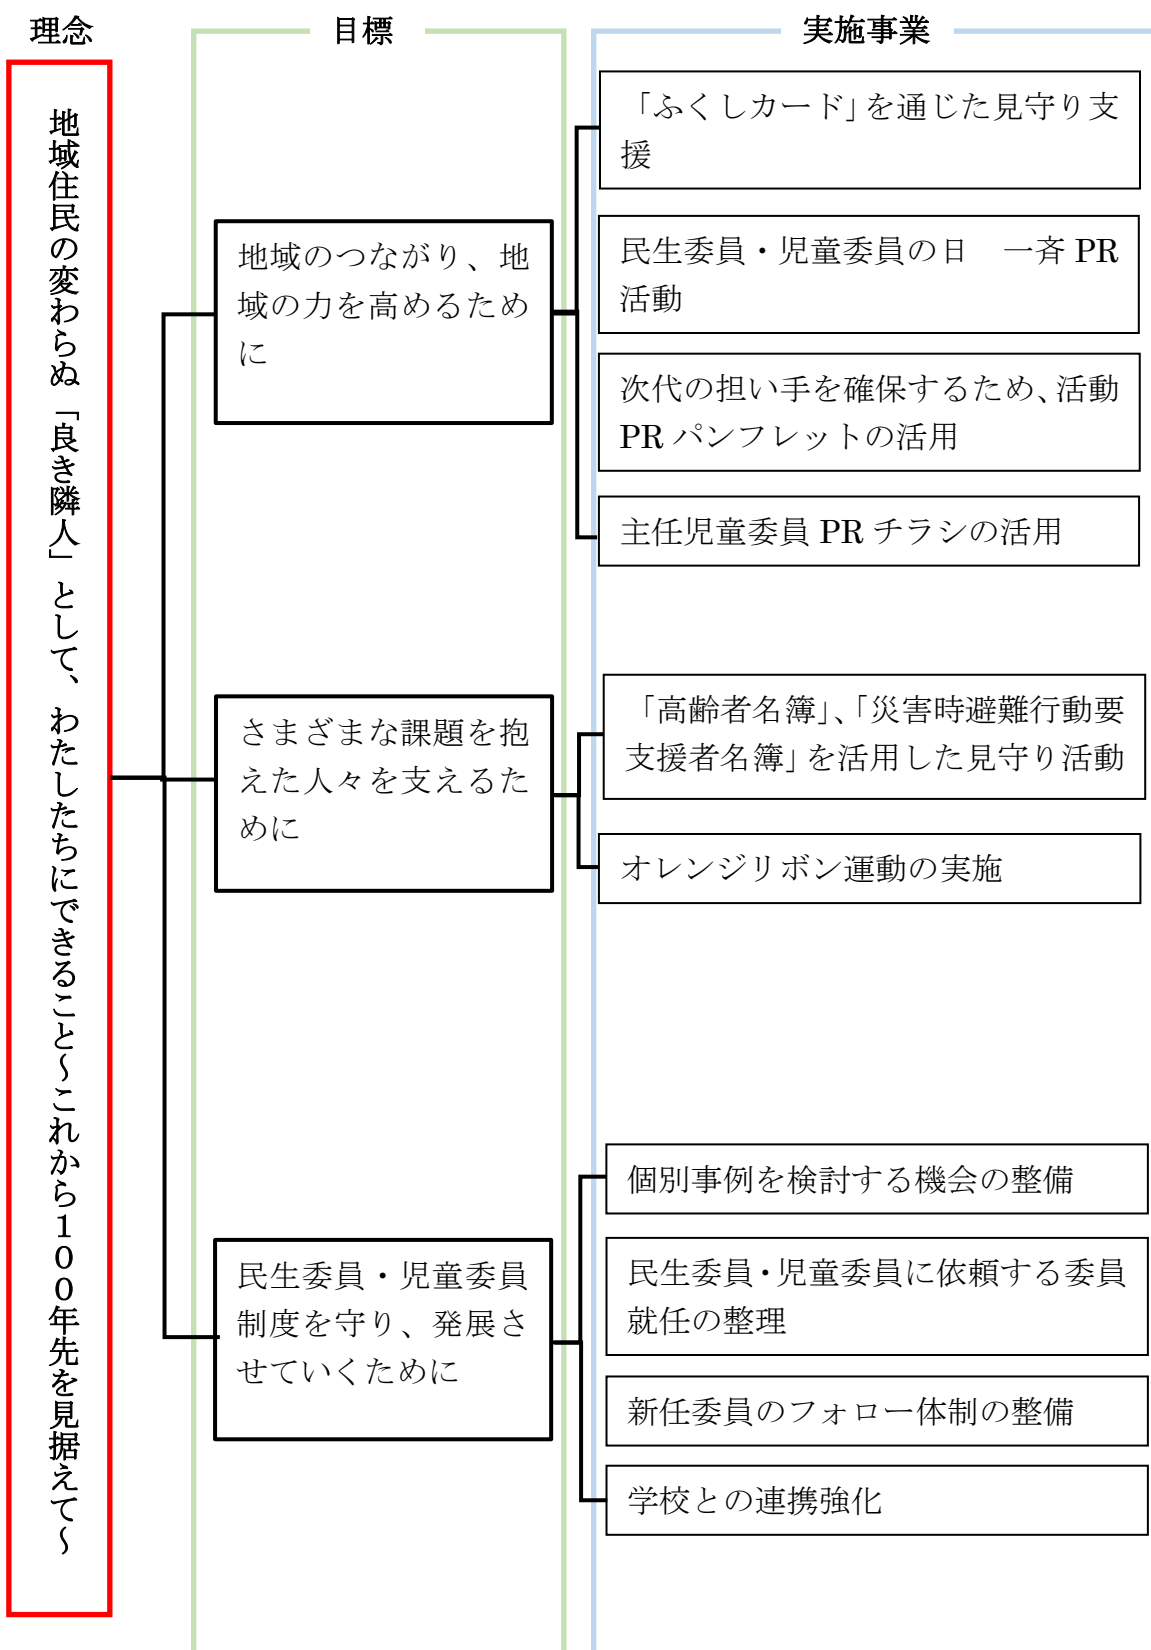 理念
目標
実施事業
地域住民の変わらぬ「良き隣人」として、わたしたちにできること～これから１００年先を見据えて～
地域のつながり、地
域の力を高めるため
に
「ふくしカード」を通じた見守り支
援
民生委員・児童委員の日　一斉 PR
活動
次代の担い手を確保するため、活動
PR パンフレットの活用
主任児童委員 PR チラシの活用
さまざまな課題を抱
えた人々を支えるた
めに
「高齢者名簿」、「災害時避難行動要
支援者名簿」を活用した見守り活動
オレンジリボン運動の実施
民生委員・児童委員
制度を守り、発展さ
せていくために
個別事例を検討する機会の整備
民生委員・児童委員に依頼する委員
就任の整理
新任委員のフォロー体制の整備
学校との連携強化